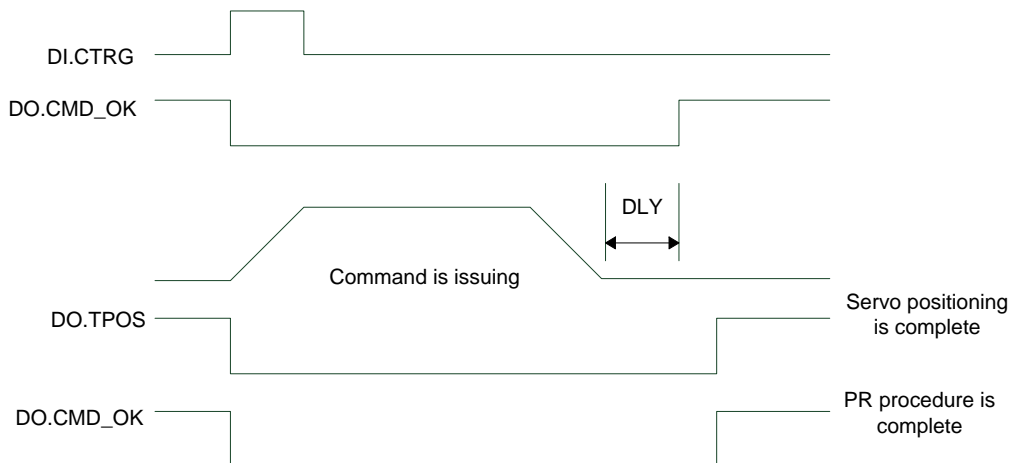 DI.CTRG
DO.CMD_OK
DLY
Command is issuing
DO.TPOS
Servo positioning
is complete
DO.CMD_OK
PR procedure is
complete